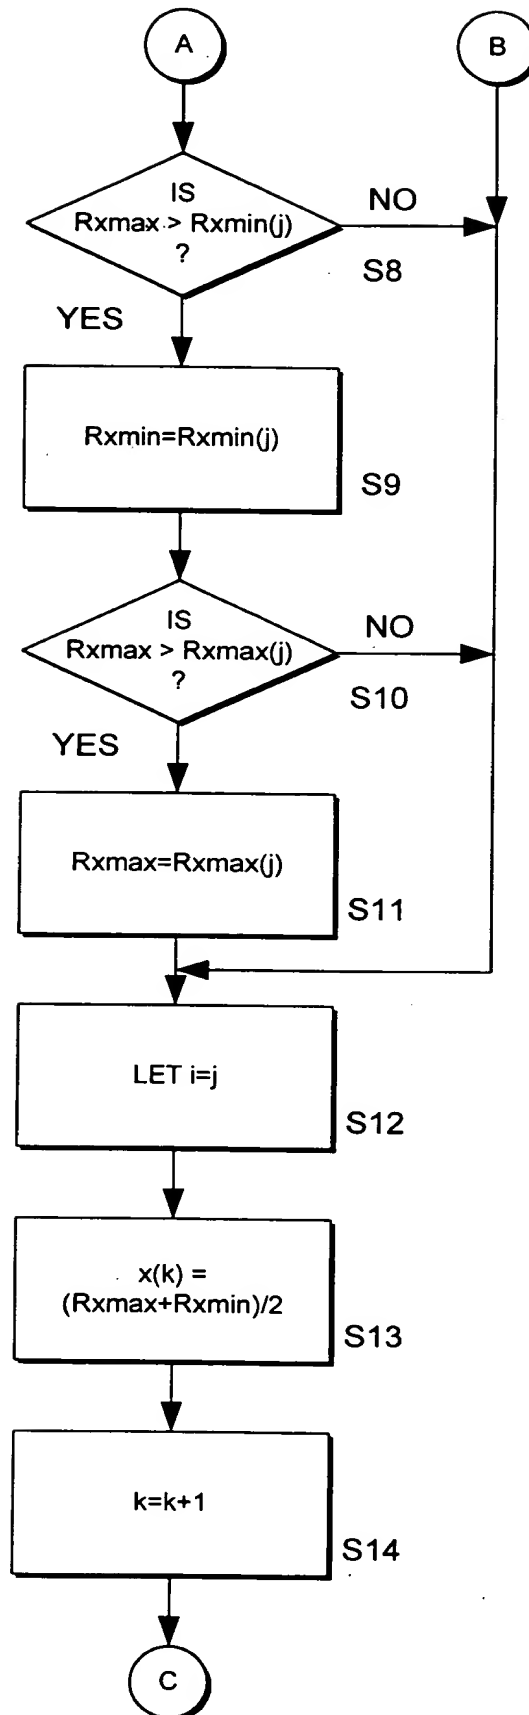 A
B
IS
Rxmax > Rxmin(j)
?
NO
S8
YES
Rxmin=Rxmin(j)
S9
IS
Rxmax > Rxmax(j)
?
NO
S10
YES
Rxmax=Rxmax(j)
S11
LET i=j
S12
x(k) =
(Rxmax+Rxmin)/2
S13
k=k+1
S14
C